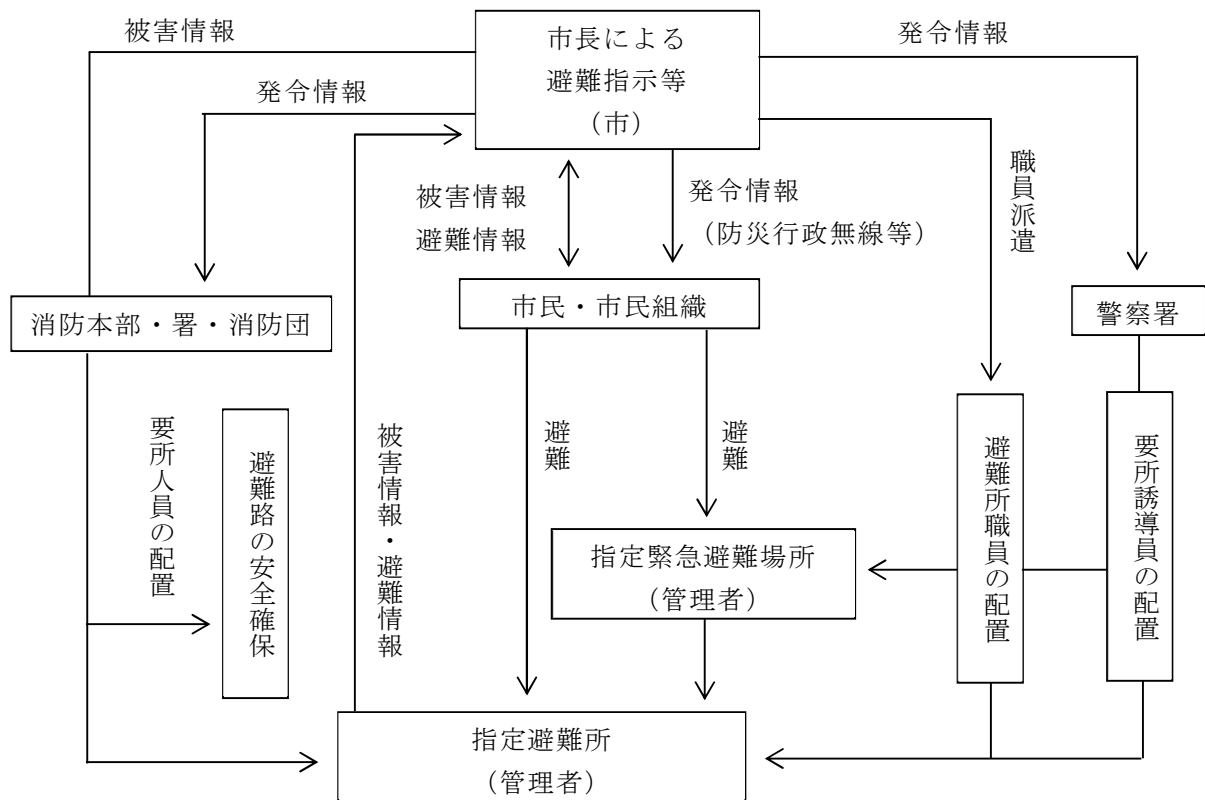 被害情報
市長による
避難指示等
（市）
発令情報
発令情報
職員派遣
被害情報
避難情報
発令情報
（防災行政無線等）
消防本部・署・消防団
市民・市民組織
警察署
要所人員の配置
避難路の安全確保
被害情報・避難情報
避難
避難
避難所職員の配置
要所誘導員の配置
指定緊急避難場所
（管理者）
指定避難所
（管理者）